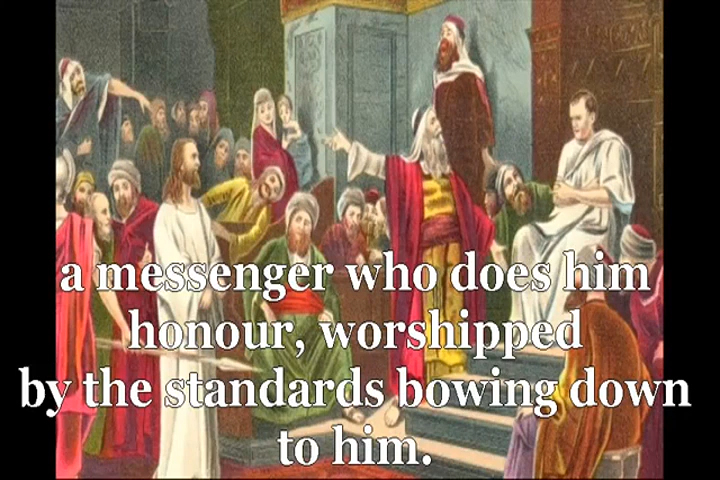 a messenger who does him
honour, worshipped
by the standards bowing down
to him.